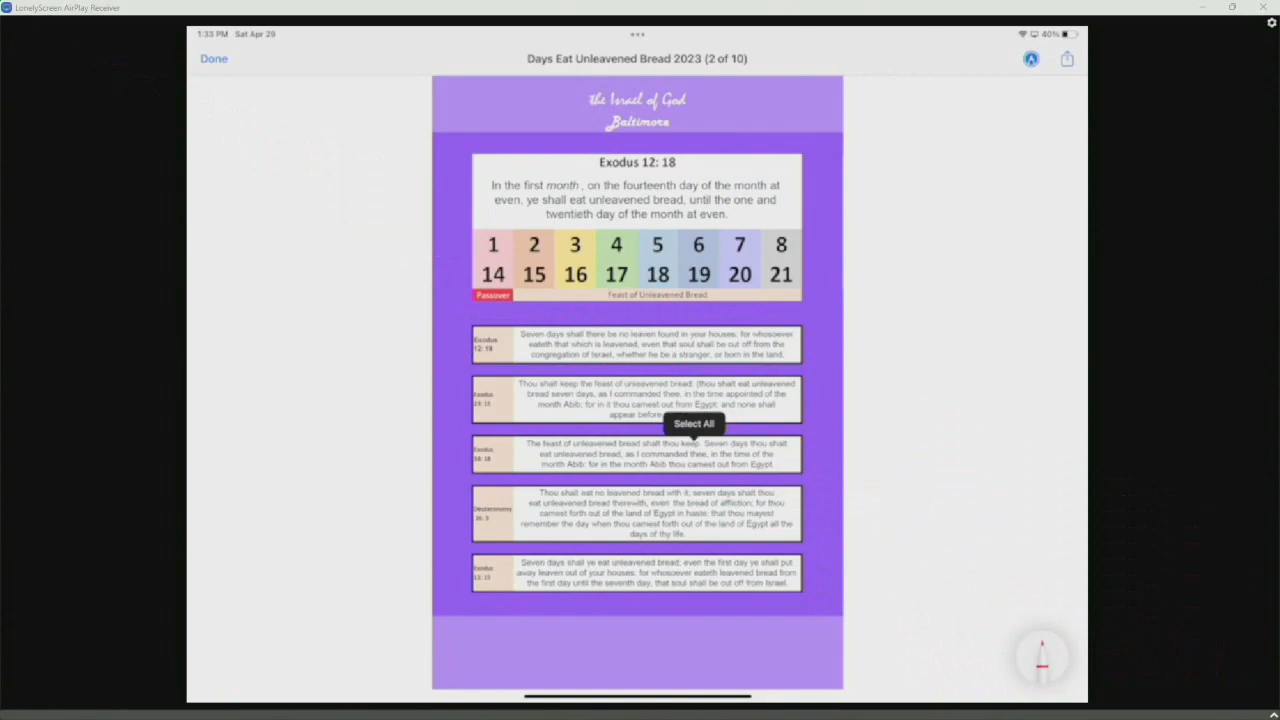 LonelyScreen AirPlay Receiver
1:33 PM Sat Apr 29
40%
Done
Days Eat Unleavened Bread 2023 (2 of 10)
the Israel of God
Baltimore
Exodus 12: 18
In the first month , on the fourteenth day of the month at
even, ye shall eat unleavened bread, until the one and
twentieth day of the month at even.
1 2 3 4 5 6 7 8
14 15 16 17 18 19 20 21
Passover Feast of Unleavened Bread
Exodus
12: 18
Seven days shall there be no leaven found in your houses: for whosoever
eateth that which is leavened, even that soul shall be cut off from the
congregation of Israel, whether he be a stranger, or born in the land.
Exodus
23: 15
Thou shalt keep the feast of unleavened bread: (thou shalt eat unleavened
bread seven days, as I commanded thee, in the time appointed of the
month Abib; for in it thou camest out from Egypt: and none shall
appear before
Select All
Exodus
The feast of unleavened bread shalt thou keep. Seven days thou shalt
eat unleavened bread, as I commanded thee, in the time of the
month Abib: for in the month Abib thou camest out from Egypt.
Deuteronomy
16: 3
Thou shalt eat no leavened bread with it; seven days shalt thou
eat unleavened bread therewith, even the bread of affliction; for thou
camest forth out of the land of Egypt in haste: that thou mayest
remember the day when thou camest forth out of the land of Egypt all the
days of thy life.
Exodus
12: 15
Seven days shall ye eat unleavened bread; even the first day ye shall put
away leaven out of your houses: for whosoever eateth leavened bread from
the first day until the seventh day, that soul shall be cut off from Israel.